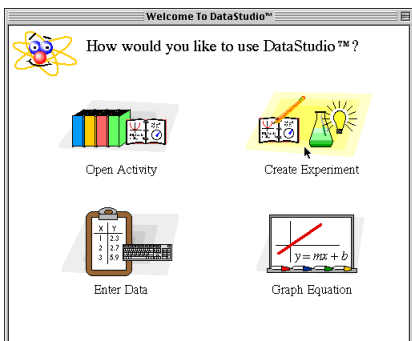 Welcome To DataStudio™
How would you like to use DataStudio™?
Open Activity
Create Experiment
X Y
1 2.3
2 2.7
3 5.9
y = mx + b
Enter Data
Graph Equation